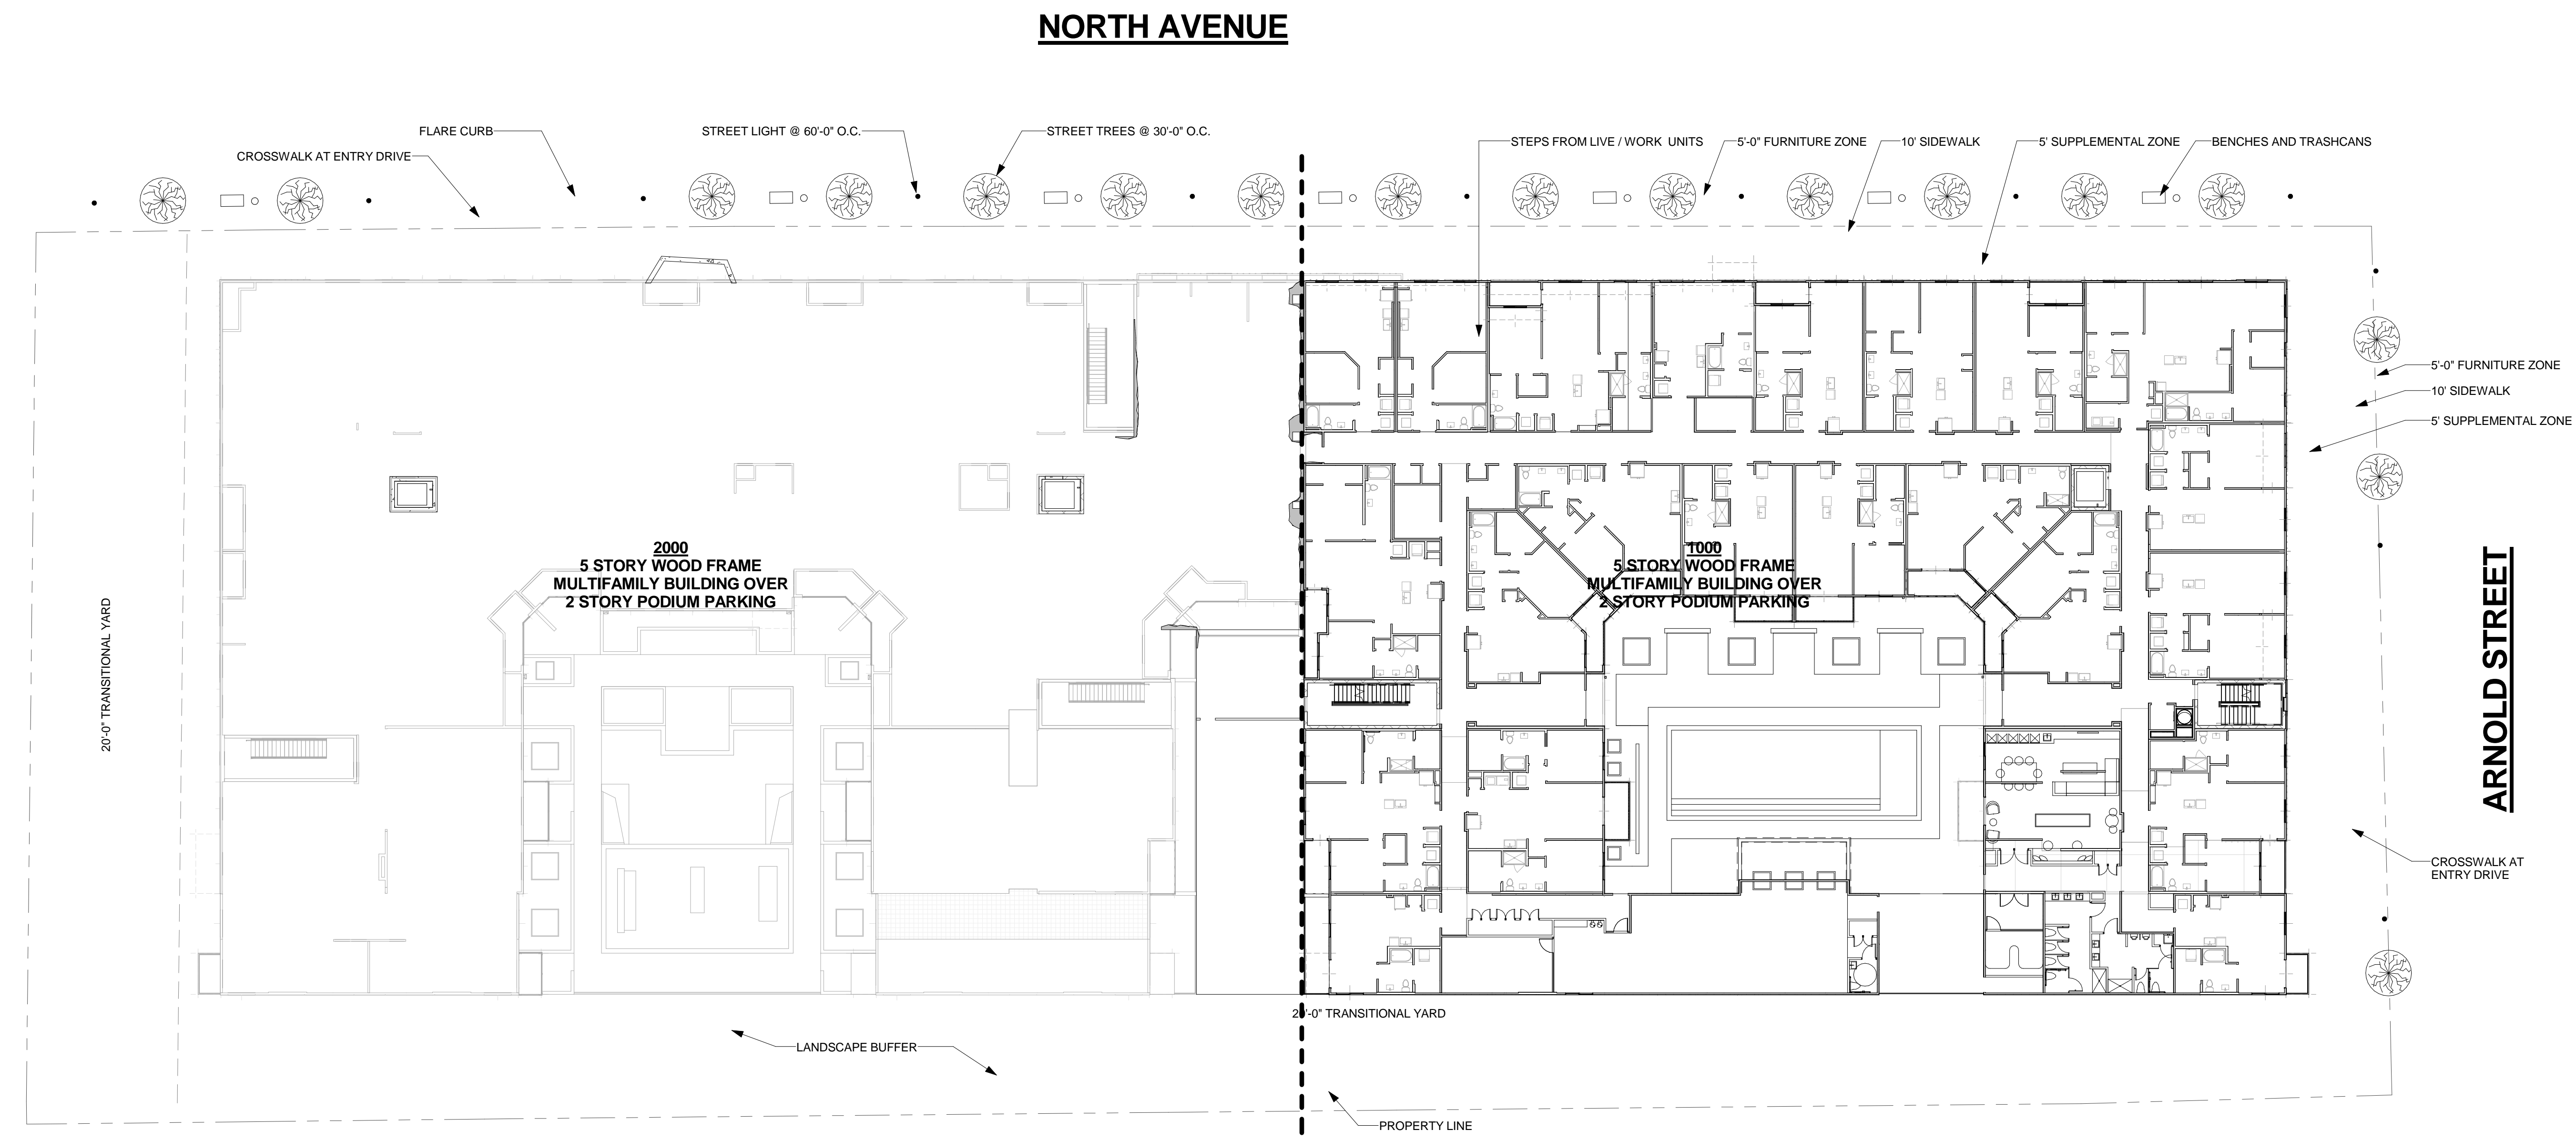 NORTH AVENUE
FLARE CURB
STREET LIGHT @ 60'-0" O.C.
STREET TREES @ 30'-0" O.C.
STEPS FROM LIVE / WORK UNITS
5'-0" FURNITURE ZONE
10' SIDEWALK
5' SUPPLEMENTAL ZONE
BENCHES AND TRASHCANS
CROSSWALK AT ENTRY DRIVE
5'-0" FURNITURE ZONE
10' SIDEWALK
5' SUPPLEMENTAL ZONE
2000
5 STORY WOOD FRAME
MULTIFAMILY BUILDING OVER
2 STORY PODIUM PARKING
1000
5 STORY WOOD FRAME
MULTIFAMILY BUILDING OVER
2 STORY PODIUM PARKING
20'-0" TRANSITIONAL YARD
ARNOLD STREET
CROSSWALK AT
ENTRY DRIVE
20'-0" TRANSITIONAL YARD
LANDSCAPE BUFFER
PROPERTY LINE